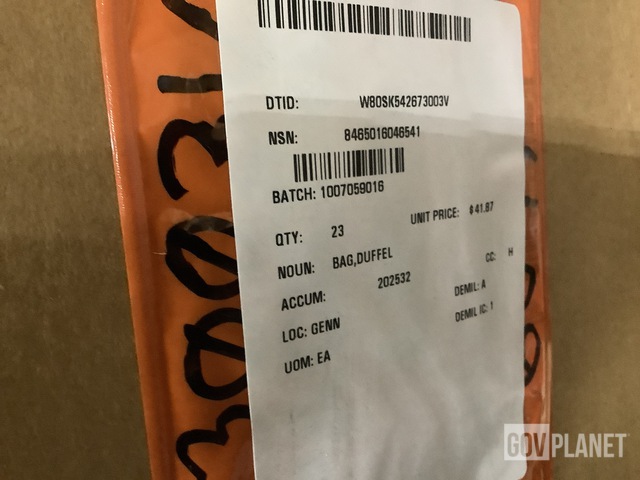 DTID: W80SK542673003V
NSN: 8465016046541
BATCH: 1007059016
QTY: 23 UNIT PRICE: $ 41.87
NOUN: BAG,DUFFEL CC: H
ACCUM: 202532 DEMIL: A
LOC: GENN DEMIL IC: 1
UOM: EA
GOVPLANET